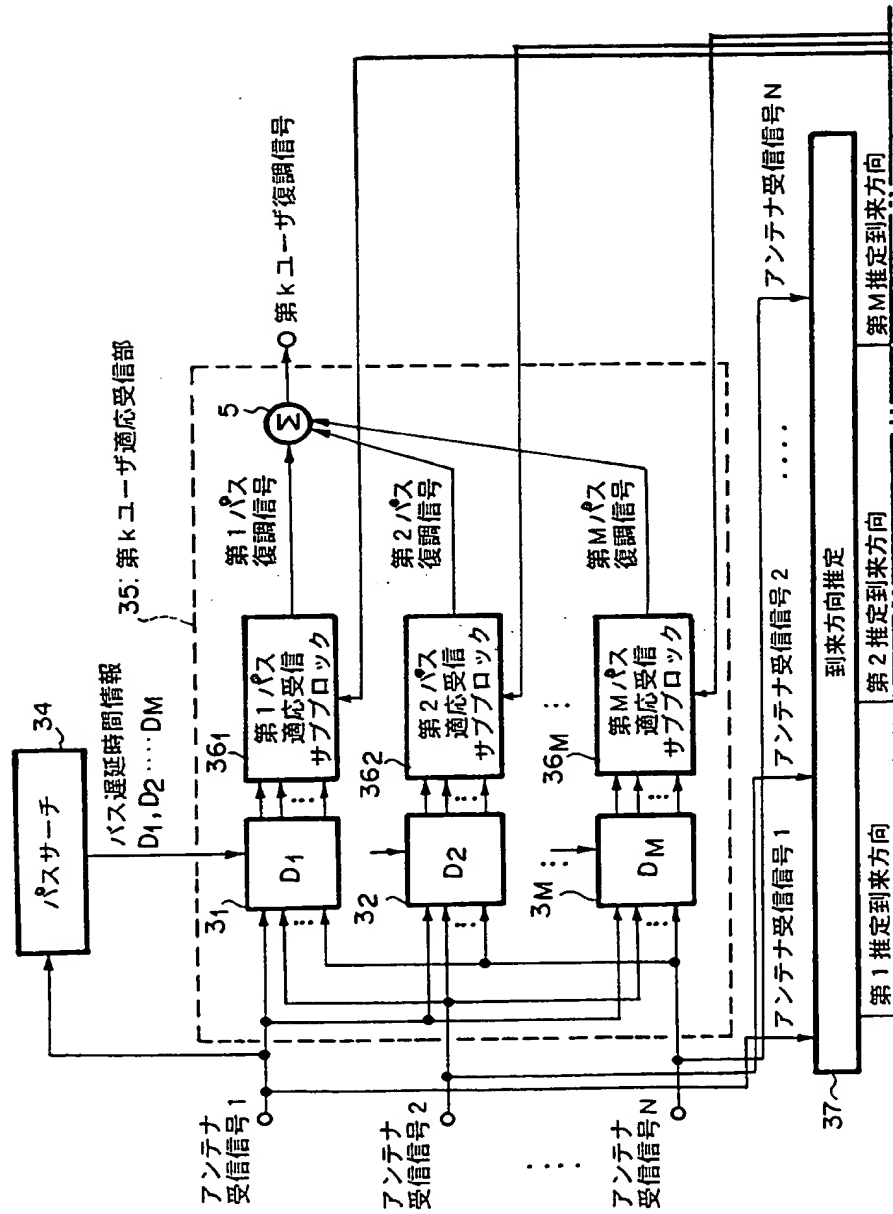 パスサーチ
34
パス遅延時間情報
D1, D2‥‥DM
35: 第kユーザ適応受信部
アンテナ
受信信号1
アンテナ
受信信号2
‥‥
アンテナ
受信信号N
31
D1
‥‥
32
D2
‥‥
3M
⋮
DM
‥‥
361
第1パス
適応受信
サブブロック
362
第2パス
適応受信
サブブロック
36M
⋮
第Mパス
適応受信
サブブロック
第1パス
復調信号
第2パス
復調信号
第Mパス
復調信号
5
Σ
第kユーザ復調信号
アンテナ受信信号1
アンテナ受信信号2
‥‥‥
アンテナ受信信号N
37
到来方向推定
第1推定到来方向
第2推定到来方向
第M推定到来方向